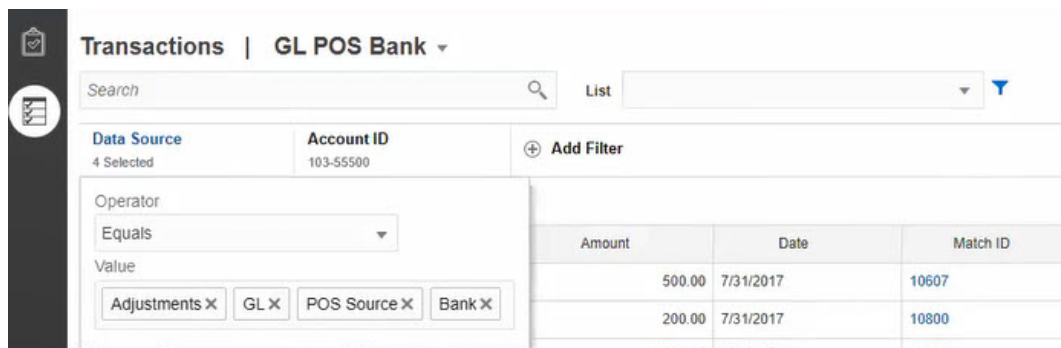 Transactions | GL POS Bank
Search List
Data Source Account ID Add Filter
4 Selected 103-55500
Operator
Equals
Value
Adjustments X GL X POS Source X Bank X
Amount Date Match ID
500.00 7/31/2017 10607
200.00 7/31/2017 10800